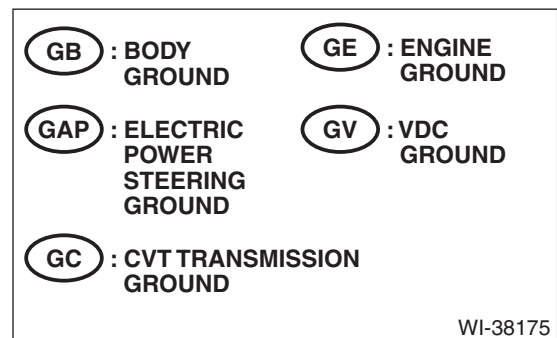 GB : BODY
GROUND
GE : ENGINE
GROUND
GAP : ELECTRIC
POWER
STEERING
GROUND
GV : VDC
GROUND
GC : CVT TRANSMISSION
GROUND
WI-38175